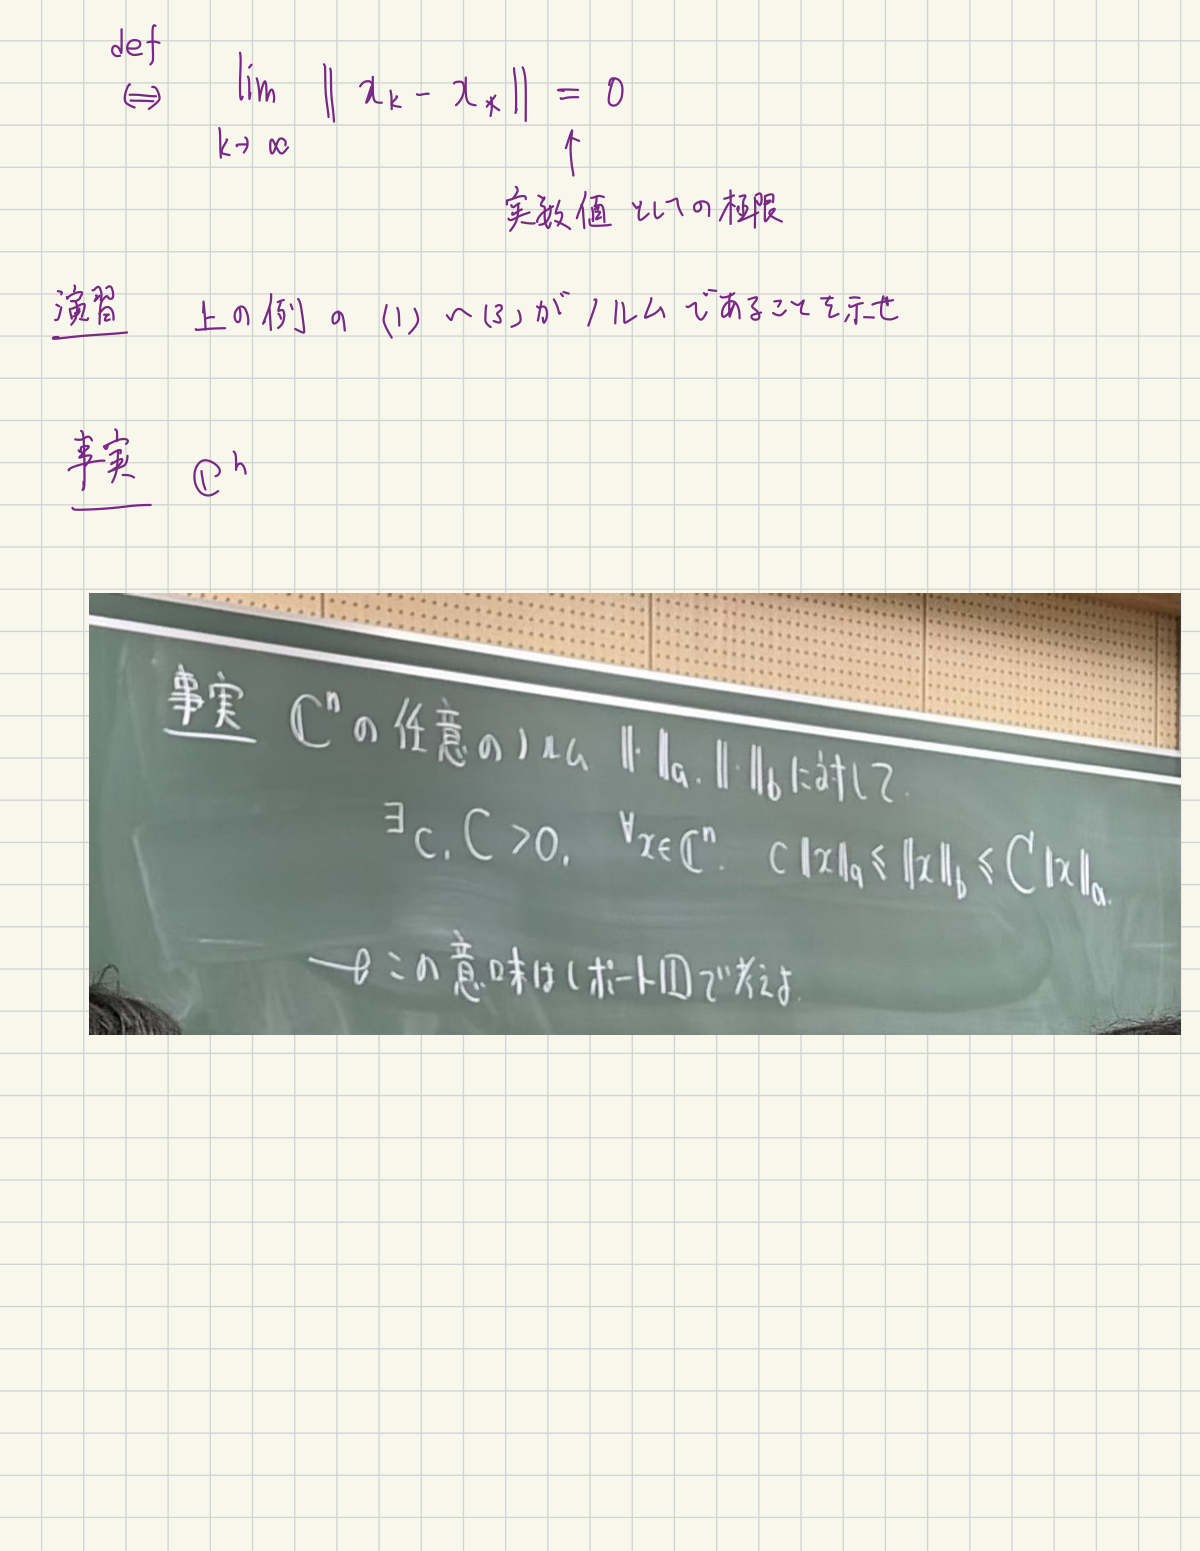 def
⇔ lim ‖ x_k - x_* ‖ = 0
k→∞
↑
実数値 としての極限
演習 上の例の (1) ~ (3) がノルムであることを示せ
事実 ℂ^n
事実 ℂ^n の任意のノルム ‖·‖_a, ‖·‖_b に対して.
∃c, C > 0, ∀x∈ℂ^n. c‖x‖_a ≤ ‖x‖_b ≤ C‖x‖_a.
この意味はレポート①で考えよ.